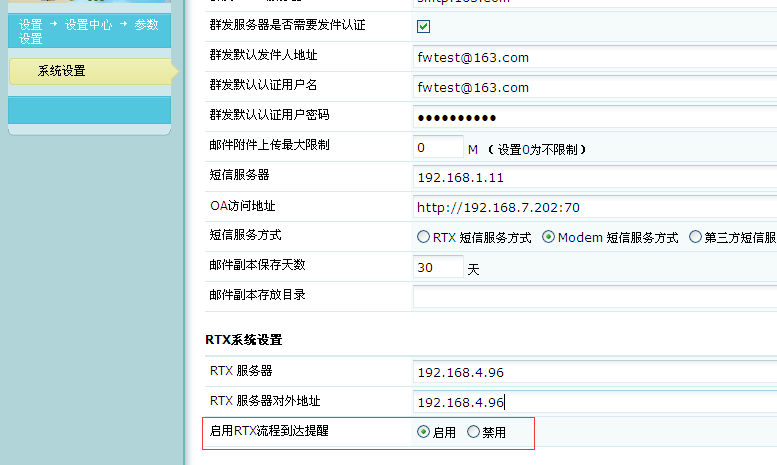 设置 → 设置中心 → 参数
设置
系统设置
群发服务器是否需要发件认证
群发默认发件人地址 fwtest@163.com
群发默认认证用户名 fwtest@163.com
群发默认认证用户密码 ●●●●●●●●●●
邮件附件上传最大限制 0 M （设置0为不限制）
短信服务器 192.168.1.11
OA访问地址 http://192.168.7.202:70
短信服务方式 RTX 短信服务方式 Modem 短信服务方式 第三方短信服
邮件副本保存天数 30 天
邮件副本存放目录
RTX系统设置
RTX 服务器 192.168.4.96
RTX 服务器对外地址 192.168.4.96
启用RTX流程到达提醒 启用 禁用